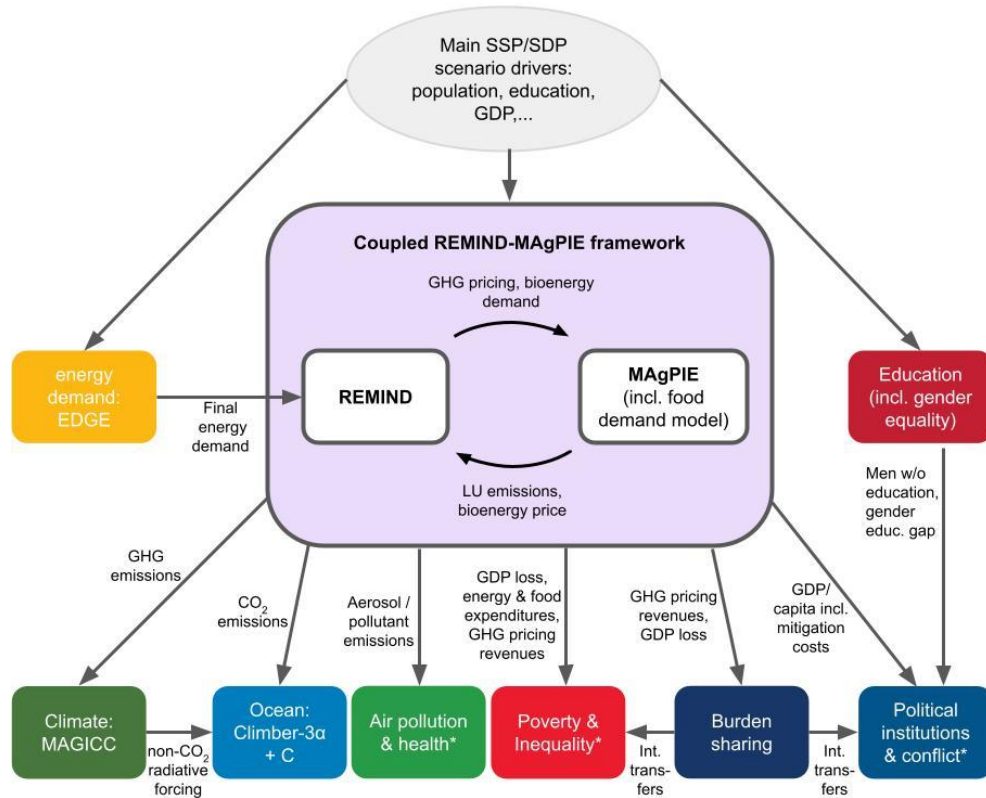 Main SSP/SDP
scenario drivers:
population, education,
GDP,...
Coupled REMIND-MAgPIE framework
GHG pricing, bioenergy
demand
energy
demand:
EDGE
Final
energy
demand
REMIND
MAgPIE
(incl. food
demand model)
Education
(incl. gender
equality)
LU emissions,
bioenergy price
Men w/o
education,
gender
educ. gap
GHG
emissions
CO₂
emissions
Aerosol /
pollutant
emissions
GDP loss,
energy & food
expenditures,
GHG pricing
revenues
GHG pricing
revenues,
GDP loss
GDP/
capita incl.
mitigation
costs
Climate:
MAGICC
non-CO₂
radiative
forcing
Ocean:
Climber-3α
+ C
Air pollution
& health*
Poverty &
Inequality*
Int.
trans-
fers
Burden
sharing
Int.
trans-
fers
Political
institutions
& conflict*